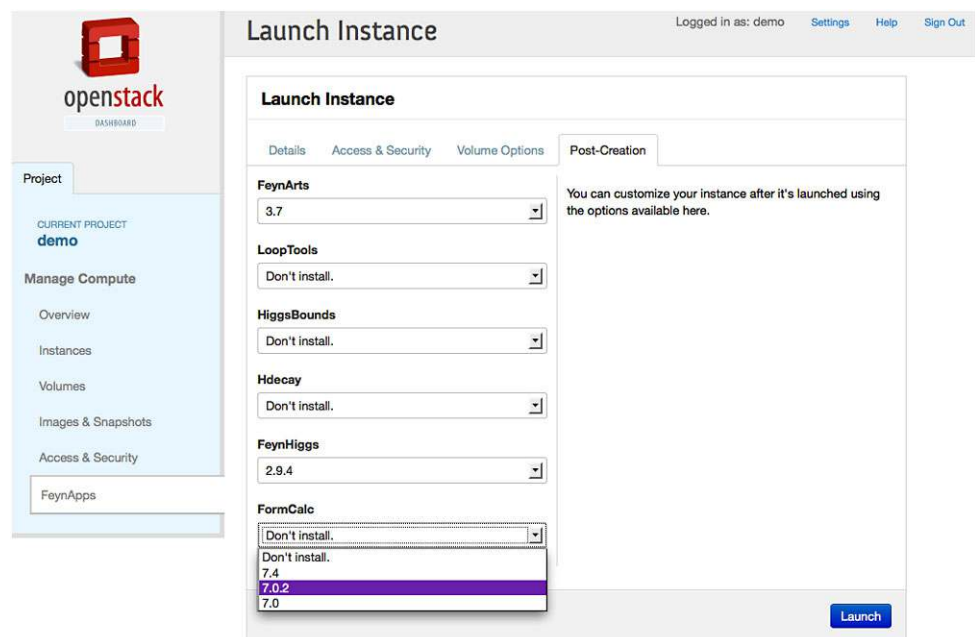 Launch Instance
Logged in as: demo Settings Help Sign Out
openstack
DASHBOARD
Project
CURRENT PROJECT
demo
Manage Compute
Overview
Instances
Volumes
Images & Snapshots
Access & Security
FeynApps
Launch Instance
Details Access & Security Volume Options Post-Creation
FeynArts
3.7
LoopTools
Don't install.
HiggsBounds
Don't install.
Hdecay
Don't install.
FeynHiggs
2.9.4
FormCalc
Don't install.
Don't install.
7.4
7.0.2
7.0
You can customize your instance after it's launched using
the options available here.
Launch